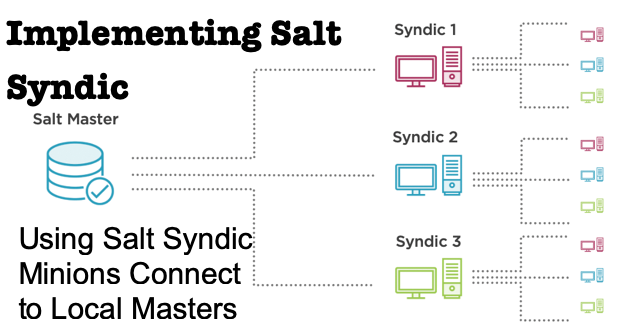 Implementing Salt
Syndic
Salt Master
Syndic 1
Syndic 2
Syndic 3
Using Salt Syndic
Minions Connect
to Local Masters